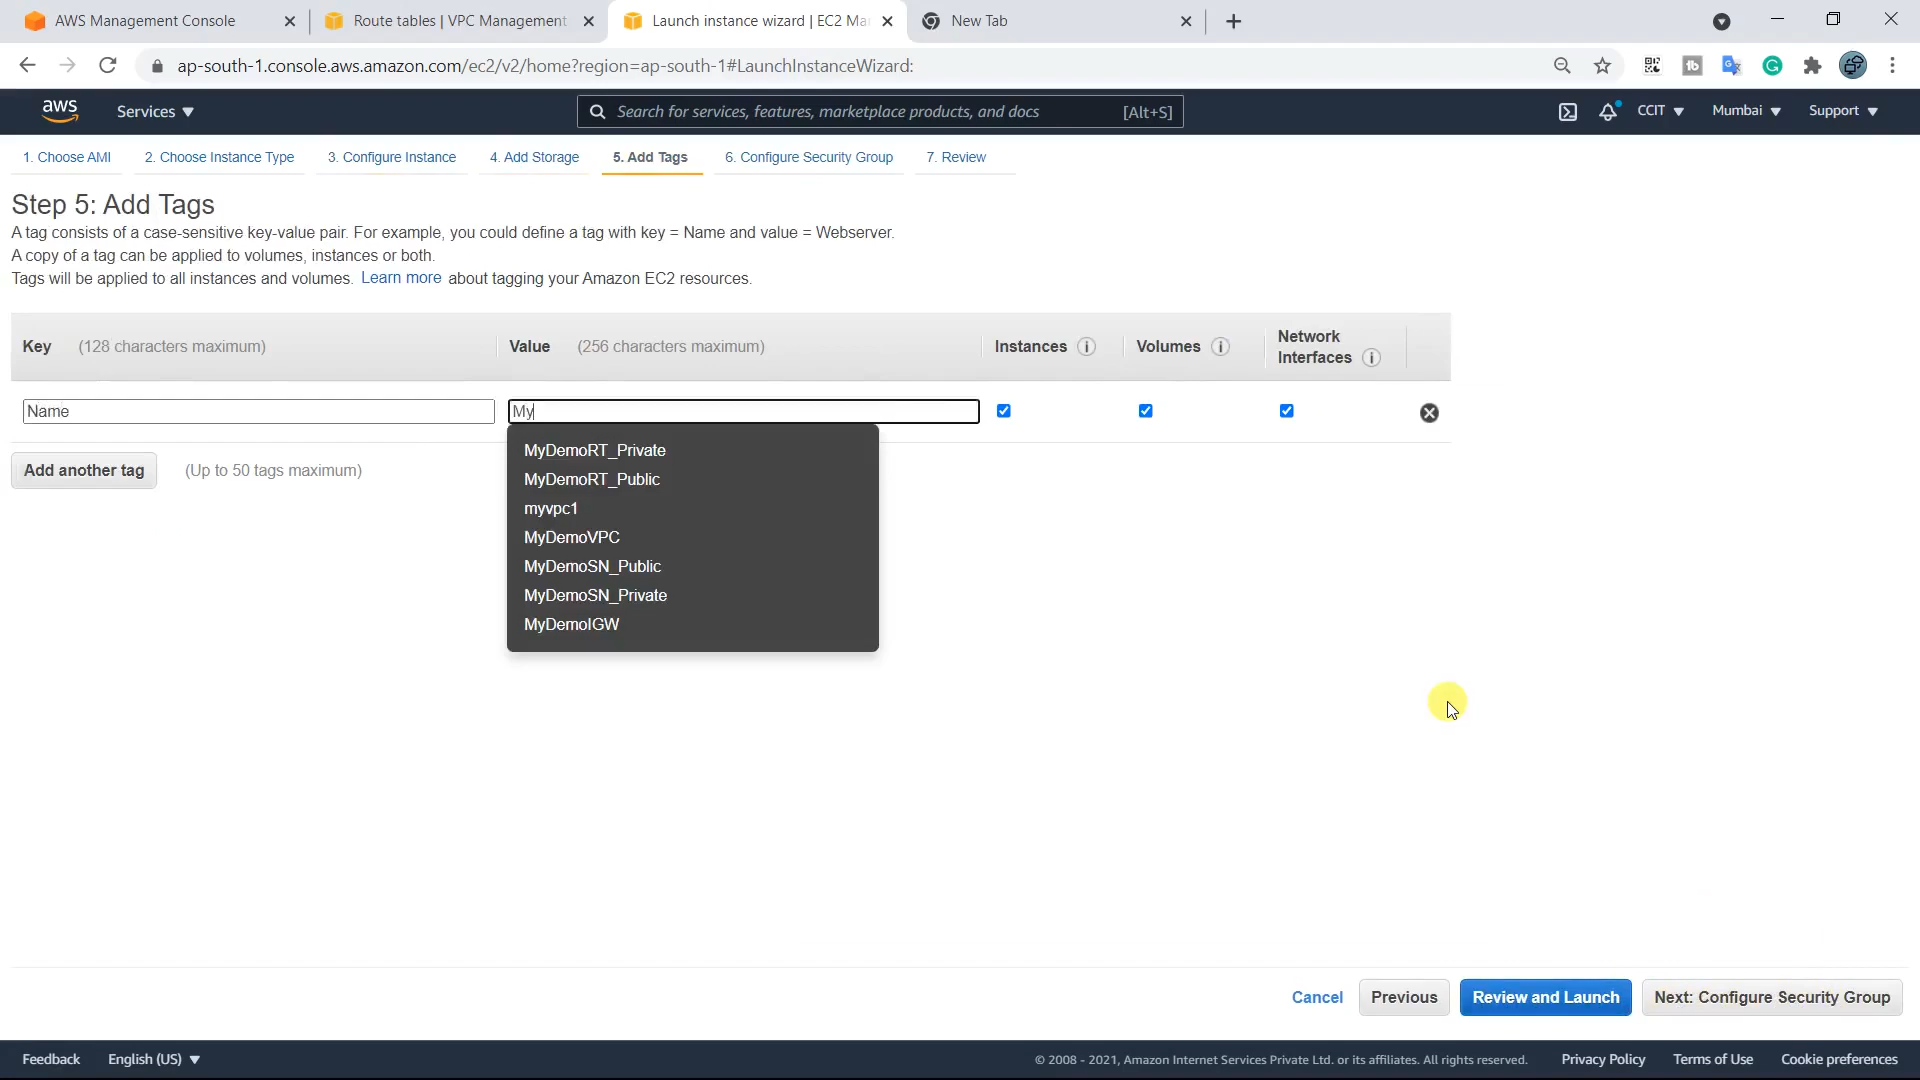 AWS Management Console
Route tables | VPC Management
Launch instance wizard | EC2 Ma
New Tab
ap-south-1.console.aws.amazon.com/ec2/v2/home?region=ap-south-1#LaunchInstanceWizard:
aws
Services
Search for services, features, marketplace products, and docs
[Alt+S]
CCIT
Mumbai
Support
1. Choose AMI
2. Choose Instance Type
3. Configure Instance
4. Add Storage
5. Add Tags
6. Configure Security Group
7. Review
Step 5: Add Tags
A tag consists of a case-sensitive key-value pair. For example, you could define a tag with key = Name and value = Webserver.
A copy of a tag can be applied to volumes, instances or both.
Tags will be applied to all instances and volumes. Learn more about tagging your Amazon EC2 resources.
Key (128 characters maximum)
Value (256 characters maximum)
Instances
Volumes
Network
Interfaces
Name
My
MyDemoRT_Private
MyDemoRT_Public
myvpc1
MyDemoVPC
MyDemoSN_Public
MyDemoSN_Private
MyDemoIGW
Add another tag
(Up to 50 tags maximum)
Cancel
Previous
Review and Launch
Next: Configure Security Group
Feedback
English (US)
© 2008 - 2021, Amazon Internet Services Private Ltd. or its affiliates. All rights reserved.
Privacy Policy
Terms of Use
Cookie preferences